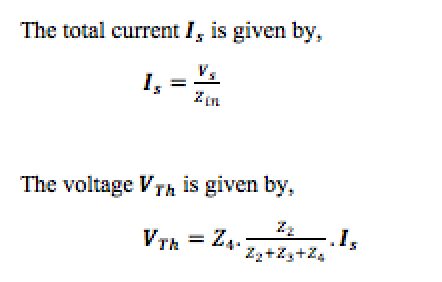 The total current I_s is given by,
I_s = V_s / Z_in
The voltage V_Th is given by,
V_Th = Z_4 . Z_2 / Z_2+Z_3+Z_4 . I_s